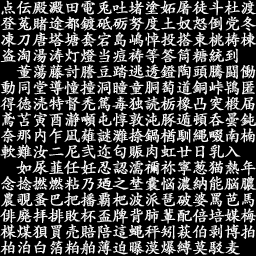 点伝殿澱田電兎吐堵塗妬屠徒斗杜渡
登菟賭途都鍍砥砺努度土奴怒倒党冬
凍刀唐塔塘套宕島嶋悼投搭東桃梼棟
盗淘湯涛灯燈当痘祷等答筒糖統到
董蕩藤討謄豆踏逃透鐙陶頭騰闘働
動同堂導憧撞洞瞳童胴萄道銅峠鴇匿
得徳涜特督禿篤毒独読栃橡凸突椴届
鳶苫寅酉瀞噸屯惇敦沌豚遁頓呑曇鈍
奈那内乍凪薙謎灘捺鍋楢馴縄畷南楠
軟難汝二尼弐迩匂賑肉虹廿日乳入
如尿韮任妊忍認濡禰祢寧葱猫熱年
念捻撚燃粘乃廼之埜嚢悩濃納能脳膿
農覗蚤巴把播覇杷波派琶破婆罵芭馬
俳廃拝排敗杯盃牌背肺輩配倍培媒梅
楳煤狽買売賠陪這蝿秤矧萩伯剥博拍
柏泊白箔粕舶薄迫曝漠爆縛莫駁麦